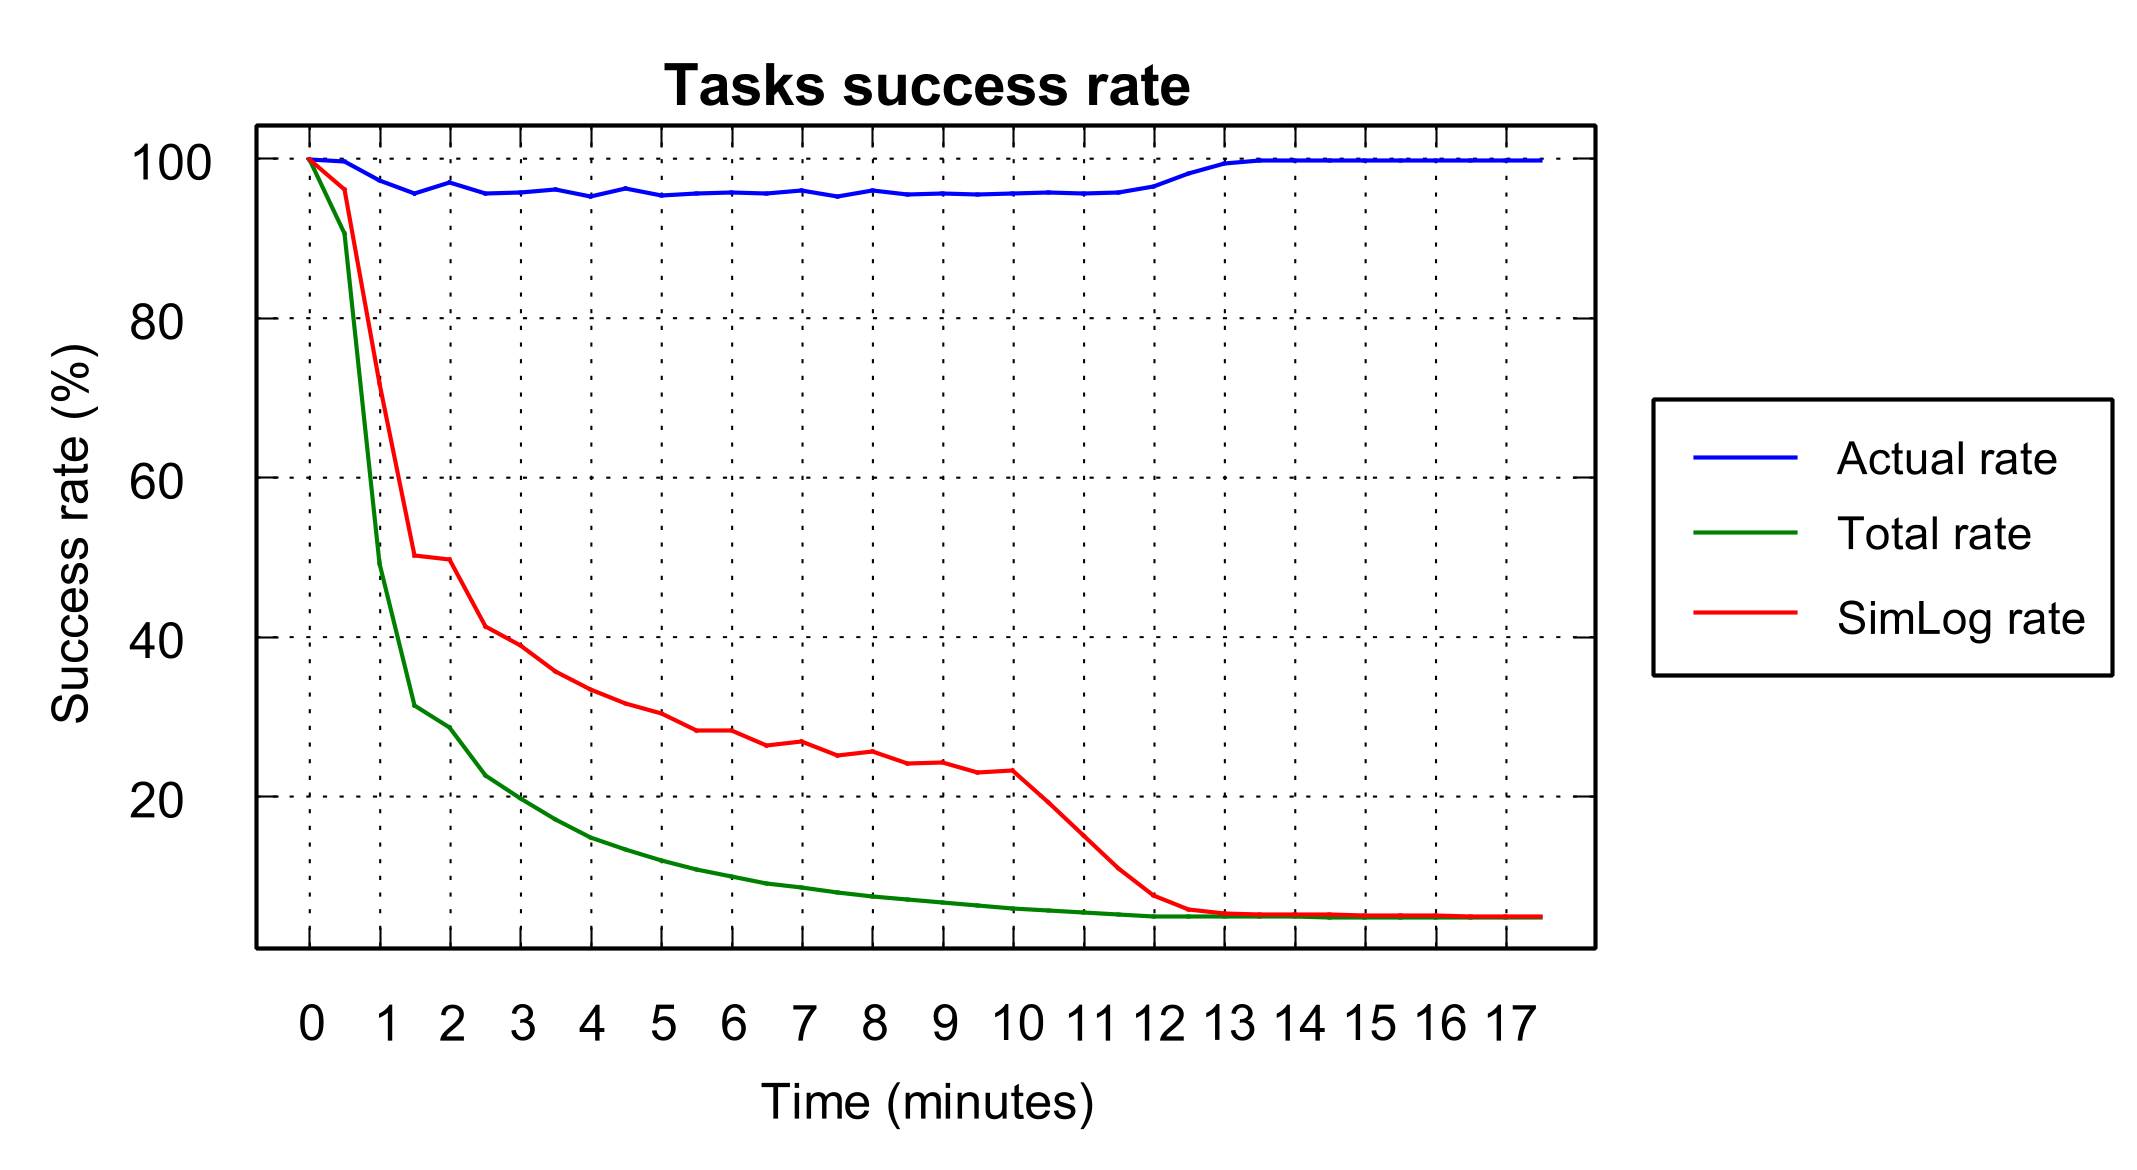 Tasks success rate
100
80
60
40
20
Success rate (%)
0 1 2 3 4 5 6 7 8 9 10 11 12 13 14 15 16 17
Time (minutes)
Actual rate
Total rate
SimLog rate